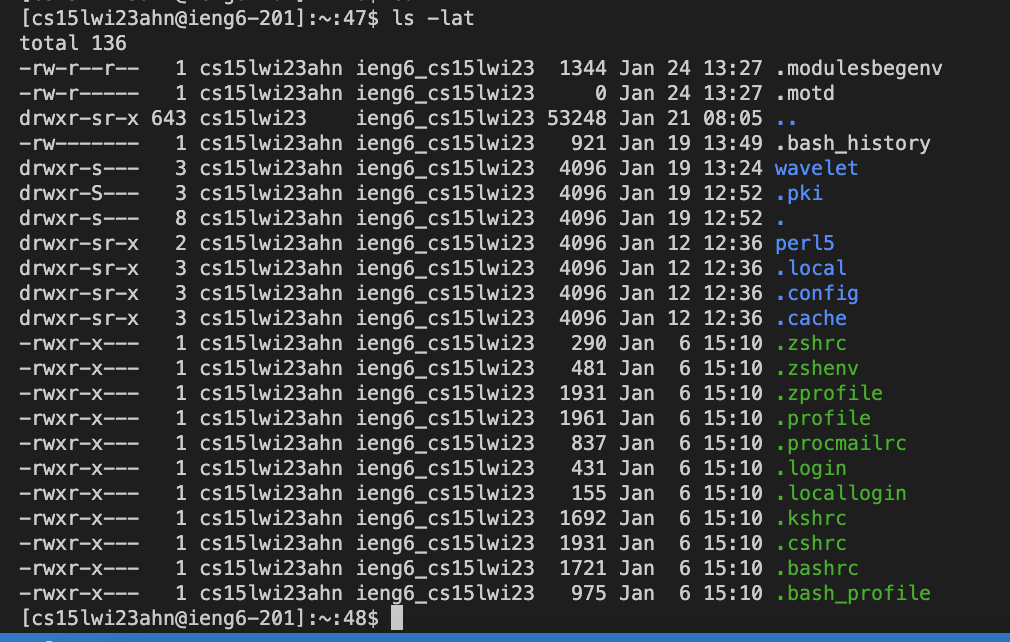 [cs15lwi23ahn@ieng6-201]:~:47$ ls -lat
total 136
-rw-r--r--   1 cs15lwi23ahn ieng6_cs15lwi23  1344 Jan 24 13:27 .modulesbegenv
-rw-r-----   1 cs15lwi23ahn ieng6_cs15lwi23     0 Jan 24 13:27 .motd
drwxr-sr-x 643 cs15lwi23    ieng6_cs15lwi23 53248 Jan 21 08:05 ..
-rw-------   1 cs15lwi23ahn ieng6_cs15lwi23   921 Jan 19 13:49 .bash_history
drwxr-s---   3 cs15lwi23ahn ieng6_cs15lwi23  4096 Jan 19 13:24 wavelet
drwxr-S---   3 cs15lwi23ahn ieng6_cs15lwi23  4096 Jan 19 12:52 .pki
drwxr-s---   8 cs15lwi23ahn ieng6_cs15lwi23  4096 Jan 19 12:52 .
drwxr-sr-x   2 cs15lwi23ahn ieng6_cs15lwi23  4096 Jan 12 12:36 perl5
drwxr-sr-x   3 cs15lwi23ahn ieng6_cs15lwi23  4096 Jan 12 12:36 .local
drwxr-sr-x   3 cs15lwi23ahn ieng6_cs15lwi23  4096 Jan 12 12:36 .config
drwxr-sr-x   3 cs15lwi23ahn ieng6_cs15lwi23  4096 Jan 12 12:36 .cache
-rwxr-x---   1 cs15lwi23ahn ieng6_cs15lwi23   290 Jan  6 15:10 .zshrc
-rwxr-x---   1 cs15lwi23ahn ieng6_cs15lwi23   481 Jan  6 15:10 .zshenv
-rwxr-x---   1 cs15lwi23ahn ieng6_cs15lwi23  1931 Jan  6 15:10 .zprofile
-rwxr-x---   1 cs15lwi23ahn ieng6_cs15lwi23  1961 Jan  6 15:10 .profile
-rwxr-x---   1 cs15lwi23ahn ieng6_cs15lwi23   837 Jan  6 15:10 .procmailrc
-rwxr-x---   1 cs15lwi23ahn ieng6_cs15lwi23   431 Jan  6 15:10 .login
-rwxr-x---   1 cs15lwi23ahn ieng6_cs15lwi23   155 Jan  6 15:10 .locallogin
-rwxr-x---   1 cs15lwi23ahn ieng6_cs15lwi23  1692 Jan  6 15:10 .kshrc
-rwxr-x---   1 cs15lwi23ahn ieng6_cs15lwi23  1931 Jan  6 15:10 .cshrc
-rwxr-x---   1 cs15lwi23ahn ieng6_cs15lwi23  1721 Jan  6 15:10 .bashrc
-rwxr-x---   1 cs15lwi23ahn ieng6_cs15lwi23   975 Jan  6 15:10 .bash_profile
[cs15lwi23ahn@ieng6-201]:~:48$